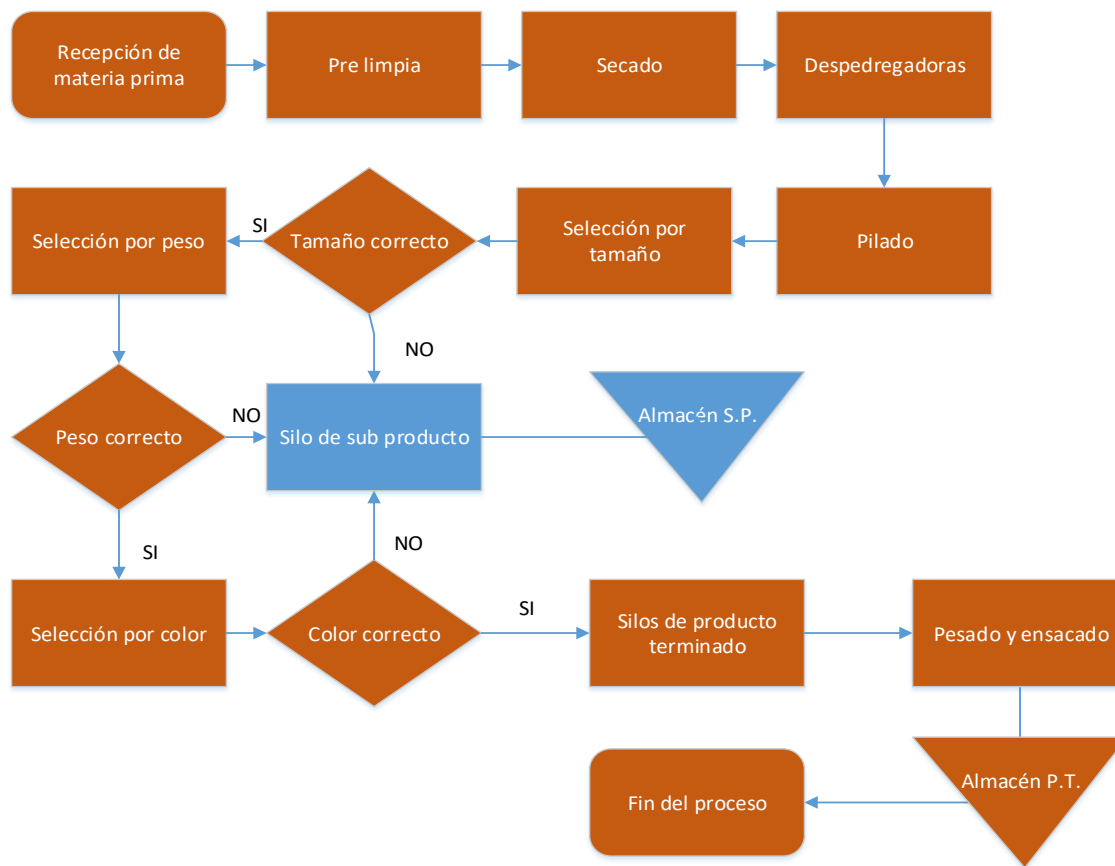 Recepción de
materia prima
Pre limpia
Secado
Despedregadoras
Selección por peso
SI
Tamaño correcto
Selección por
tamaño
Pilado
NO
Peso correcto
NO
Silo de sub producto
Almacén S.P.
SI
NO
Selección por color
Color correcto
SI
Silos de producto
terminado
Pesado y ensacado
Fin del proceso
Almacén P.T.